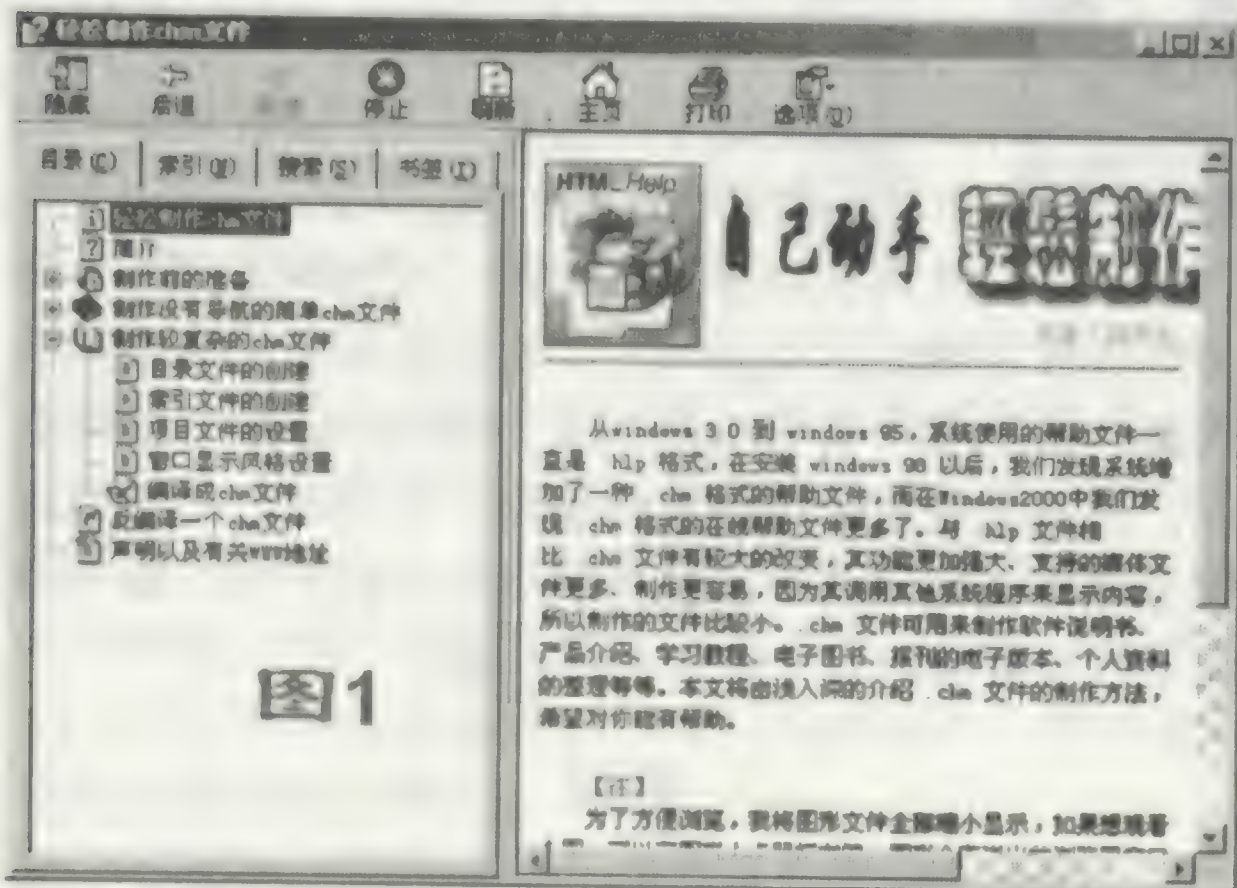 轻松制作chm文件
隐藏 后退 停止 刷新 主页 打印 选项(O)
目录(C) 索引(N) 搜索(S) 书签(I)
轻松制作chm文件
简介
制作前的准备
制作没有导航的简单chm文件
制作较复杂的chm文件
目录文件的创建
索引文件的创建
项目文件的设置
窗口显示风格设置
编译成chm文件
反编译一个chm文件
声明以及有关www地址
图1
HTML Help
自己动手 轻松制作
从windows 3 0 到 windows 95，系统使用的帮助文件一
直是 hlp 格式，在安装 windows 98 以后，我们发现系统增
加了一种 chm 格式的帮助文件，而在Windows2000中我们发
现 chm 格式的在线帮助文件更多了。与 hlp 文件相
比 chm 文件有较大的改变，其功能更加强大、支持的媒体文
件更多、制作更容易，因为其调用其他系统程序来显示内容，
所以制作的文件比较小。.chm 文件可用来制作软件说明书、
产品介绍、学习教程、电子图书、报刊的电子版本、个人资料
的整理等等。本文将由浅入深的介绍 .chm 文件的制作方法，
希望对你能有帮助。
【注】
为了方便浏览，我将图形文件全部缩小显示，如果想观看